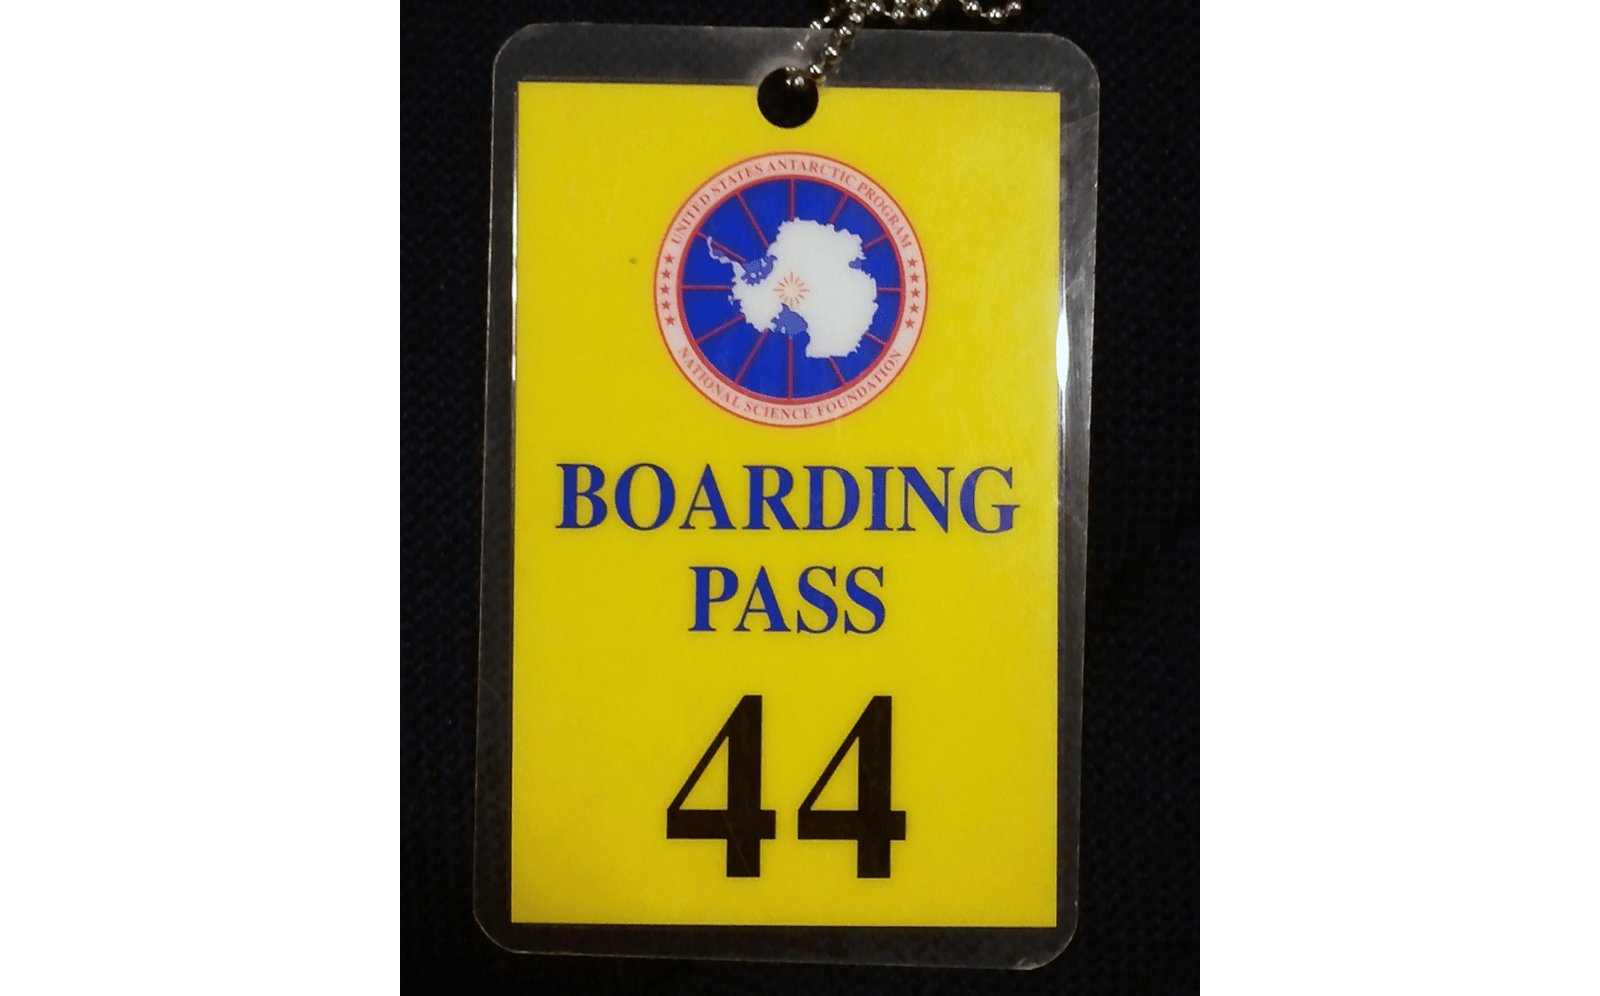 UNITED STATES ANTARCTIC PROGRAM
NATIONAL SCIENCE FOUNDATION
BOARDING
PASS
44